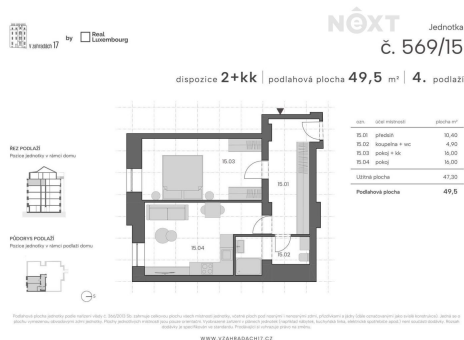 NEXT
Jednotka
č. 569/15
V zahradách 17 by Real Luxembourg
dispozice 2+kk | podlahová plocha 49,5 m² | 4. podlaží
ozn. účel místnosti plocha m²
15.01 předsíň 10,40
15.02 koupelna + wc 4,90
15.03 pokoj + kk 16,00
15.04 pokoj 16,00
Užitná plocha 47,30
Podlahová plocha 49,5
ŘEZ PODLAŽÍ
Pozice jednotky v rámci domu
PŮDORYS PODLAŽÍ
Pozice jednotky v rámci podlaží domu
S
15.03
15.01
15.04
15.02
WWW.VZAHRADACH17.CZ